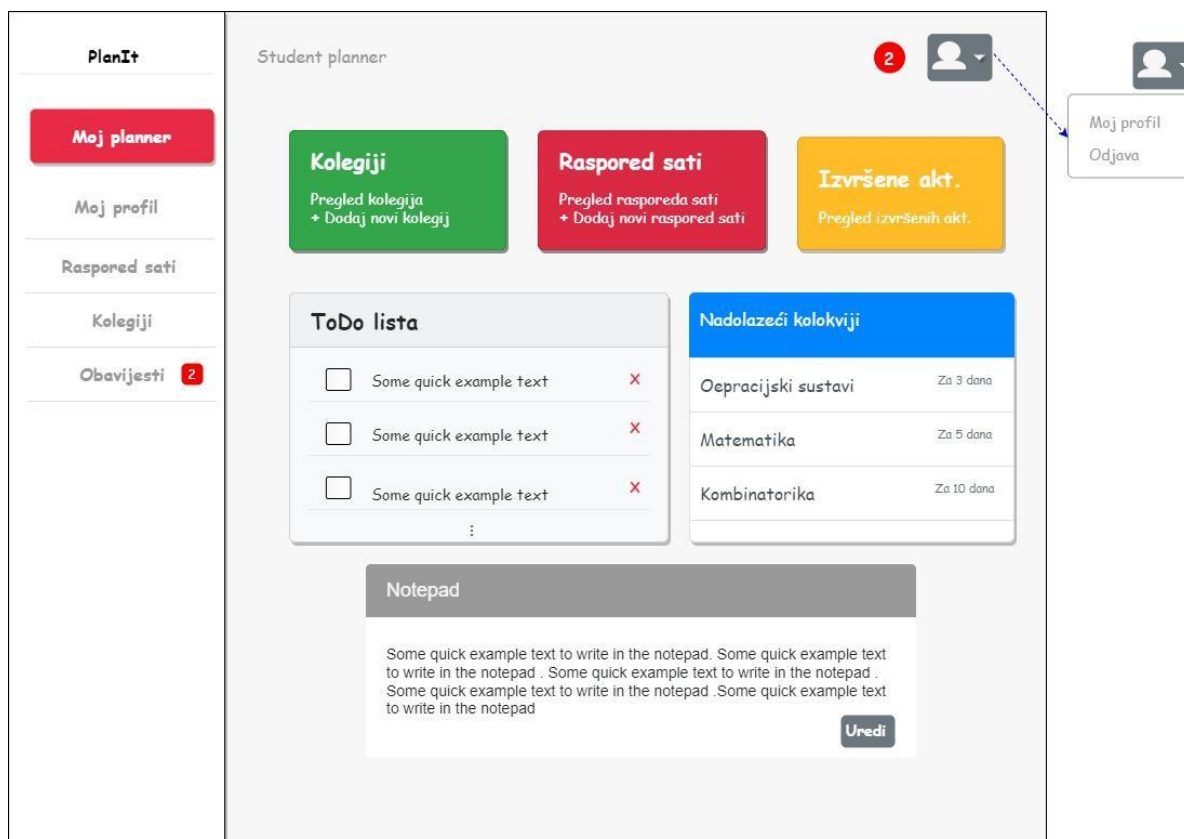 PlanIt
Moj planner
Moj profil
Raspored sati
Kolegiji
Obavijesti 2
Student planner
2
Moj profil
Odjava
Kolegiji
Pregled kolegija
+ Dodaj novi kolegij
Raspored sati
Pregled rasporeda sati
+ Dodaj novi raspored sati
Izvršene akt.
Pregled izvršenih akt.
ToDo lista
Some quick example text X
Some quick example text X
Some quick example text X
⋮
Nadolazeći kolokviji
Oepracijski sustavi Za 3 dana
Matematika Za 5 dana
Kombinatorika Za 10 dana
Notepad
Some quick example text to write in the notepad. Some quick example text
to write in the notepad . Some quick example text to write in the notepad .
Some quick example text to write in the notepad .Some quick example text
to write in the notepad
Uredi